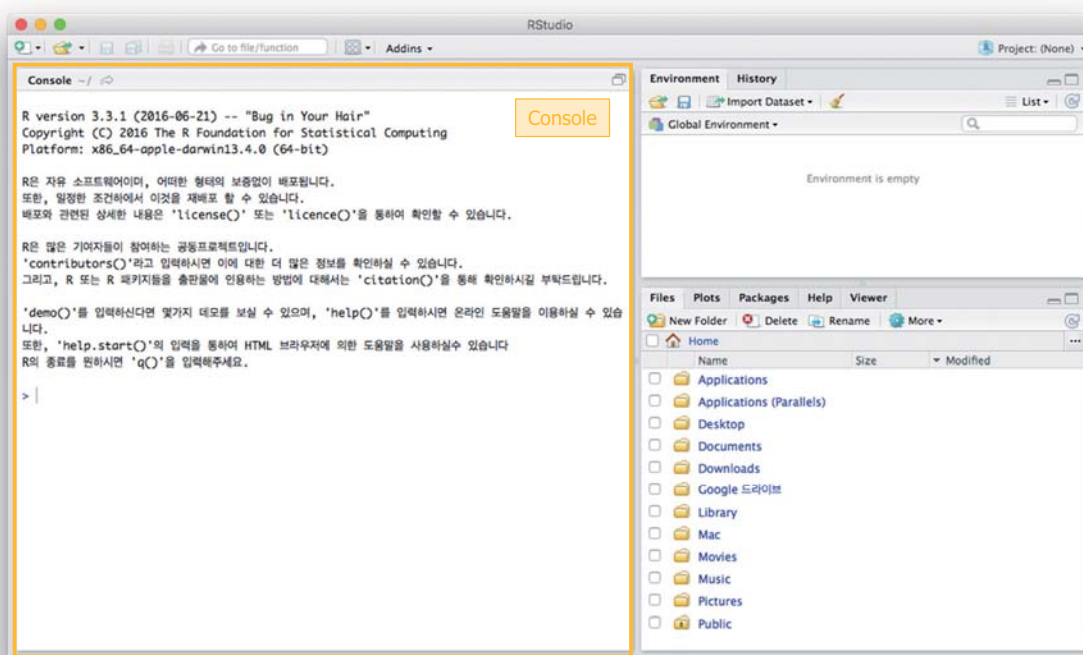 RStudio
Go to file/function
Addins
Project: (None)
Console ~/
Console
R version 3.3.1 (2016-06-21) -- "Bug in Your Hair"
Copyright (C) 2016 The R Foundation for Statistical Computing
Platform: x86_64-apple-darwin13.4.0 (64-bit)
R은 자유 소프트웨어이며, 어떠한 형태의 보증없이 배포됩니다.
또한, 일정한 조건하에서 이것을 재배포 할 수 있습니다.
배포와 관련된 상세한 내용은 'license()' 또는 'licence()'을 통하여 확인할 수 있습니다.
R은 많은 기여자들이 참여하는 공동프로젝트입니다.
'contributors()'라고 입력하시면 이에 대한 더 많은 정보를 확인하실 수 있습니다.
그리고, R 또는 R 패키지들을 출판물에 인용하는 방법에 대해서는 'citation()'을 통해 확인하시길 부탁드립니다.
'demo()'를 입력하신다면 몇가지 데모를 보실 수 있으며, 'help()'를 입력하시면 온라인 도움말을 이용하실 수 있습
니다.
또한, 'help.start()'의 입력을 통하여 HTML 브라우저에 의한 도움말을 사용하실수 있습니다
R의 종료를 원하시면 'q()'을 입력해주세요.
>
Environment History
Import Dataset
List
Global Environment
Environment is empty
Files Plots Packages Help Viewer
New Folder Delete Rename More
Home
...
Name Size Modified
Applications
Applications (Parallels)
Desktop
Documents
Downloads
Google 드라이브
Library
Mac
Movies
Music
Pictures
Public